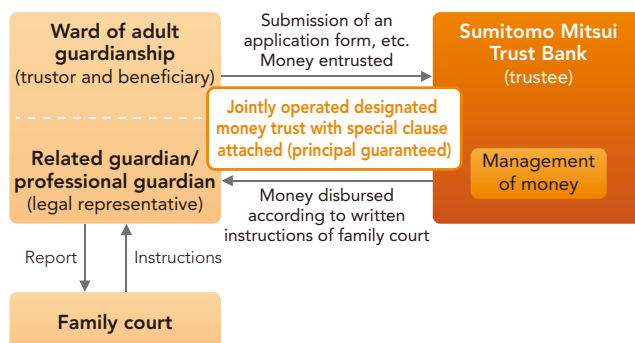 Ward of adult
guardianship
(trustor and beneficiary)
Submission of an
application form, etc.
Money entrusted
Sumitomo Mitsui
Trust Bank
(trustee)
Jointly operated designated
money trust with special clause
attached (principal guaranteed)
Related guardian/
professional guardian
(legal representative)
Management
of money
Money disbursed
according to written
instructions of family court
Report
Instructions
Family court